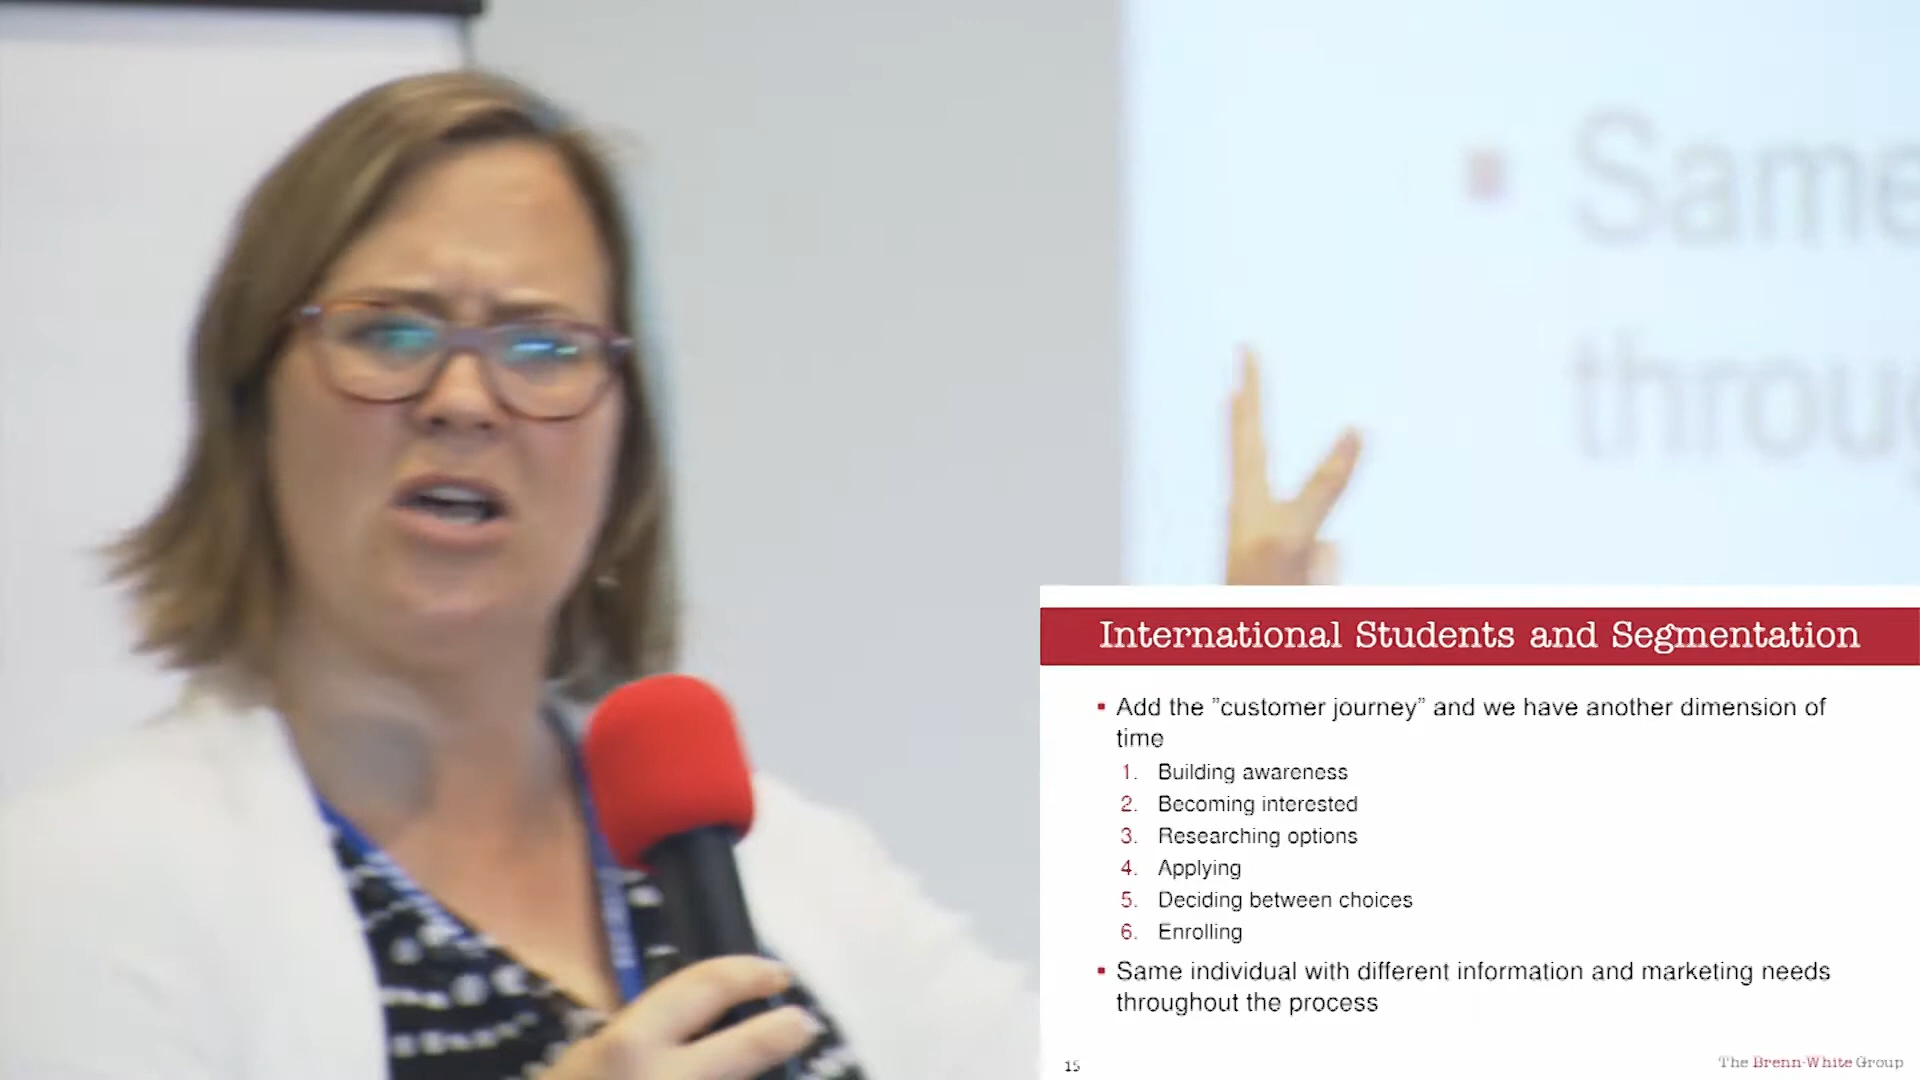 Same
throug
International Students and Segmentation
▪ Add the ”customer journey” and we have another dimension of
time
1. Building awareness
2. Becoming interested
3. Researching options
4. Applying
5. Deciding between choices
6. Enrolling
▪ Same individual with different information and marketing needs
throughout the process
15
The Brenn-White Group